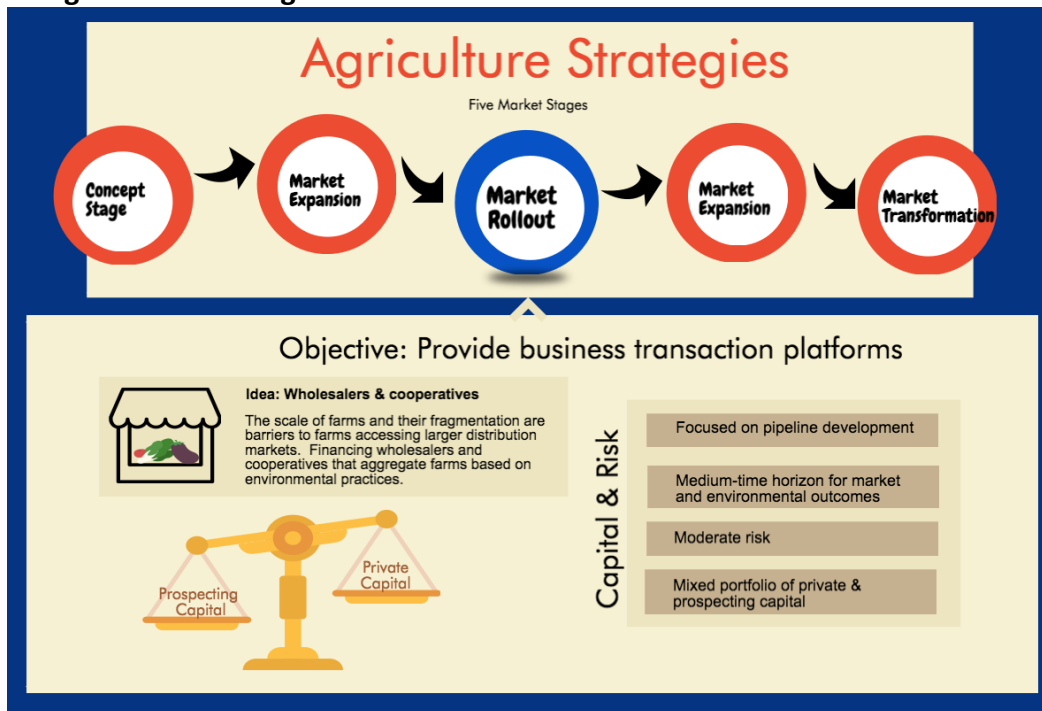 Agriculture Strategies
Five Market Stages
Concept
Stage
Market
Expansion
Market
Rollout
Market
Expansion
Market
Transformation
Objective: Provide business transaction platforms
Idea: Wholesalers & cooperatives
The scale of farms and their fragmentation are
barriers to farms accessing larger distribution
markets.  Financing wholesalers and
cooperatives that aggregate farms based on
environmental practices.
Prospecting
Capital
Private
Capital
Capital & Risk
Focused on pipeline development
Medium-time horizon for market
and environmental outcomes
Moderate risk
Mixed portfolio of private &
prospecting capital